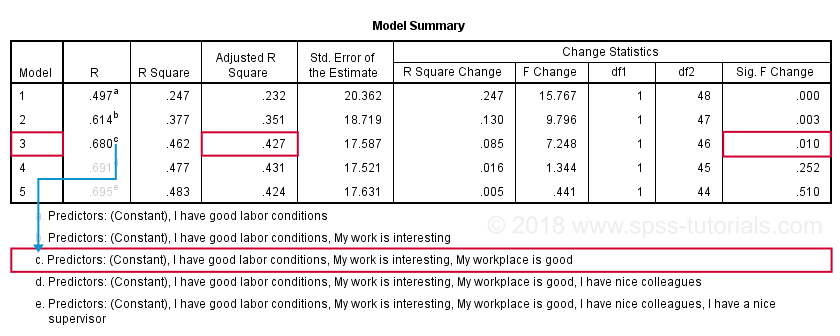 Model Summary
Change Statistics
Model R R Square Adjusted R Square Std. Error of the Estimate R Square Change F Change df1 df2 Sig. F Change
1 .497a .247 .232 20.362 .247 15.767 1 48 .000
2 .614b .377 .351 18.719 .130 9.796 1 47 .003
3 .680c .462 .427 17.587 .085 7.248 1 46 .010
4 .691d .477 .431 17.521 .016 1.344 1 45 .252
5 .695e .483 .424 17.631 .005 .441 1 44 .510
a. Predictors: (Constant), I have good labor conditions
© 2018 www.spss-tutorials.com
b. Predictors: (Constant), I have good labor conditions, My work is interesting
c. Predictors: (Constant), I have good labor conditions, My work is interesting, My workplace is good
d. Predictors: (Constant), I have good labor conditions, My work is interesting, My workplace is good, I have nice colleagues
e. Predictors: (Constant), I have good labor conditions, My work is interesting, My workplace is good, I have nice colleagues, I have a nice
supervisor